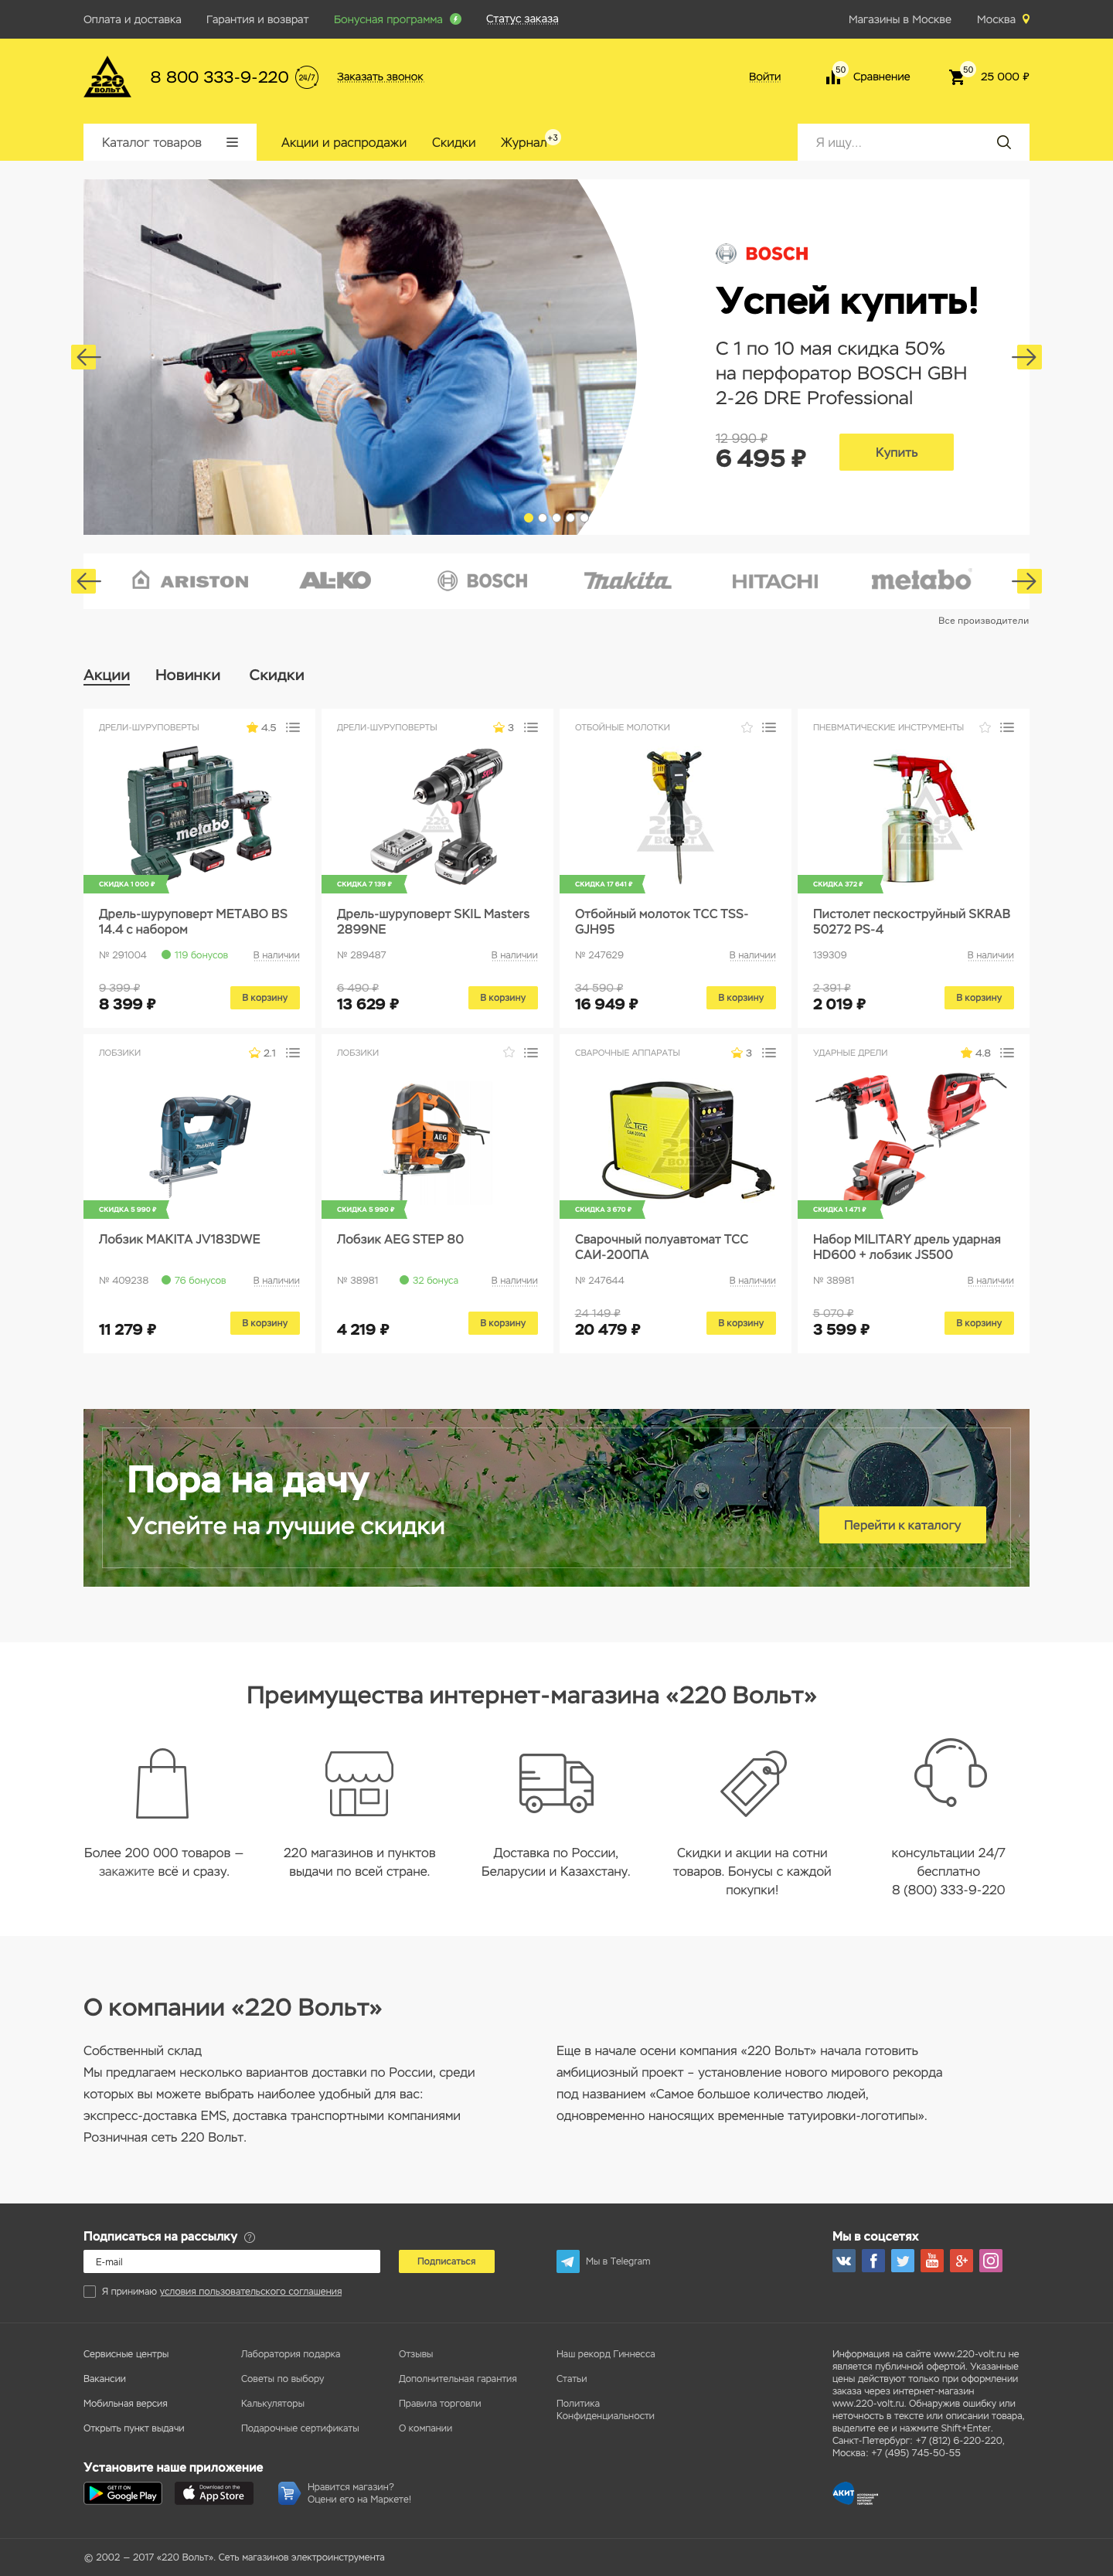 Оплата и доставка
Гарантия и возврат
Бонусная программа
Статус заказа
Магазины в Москве
Москва
220
ВОЛЬТ
8 800 333-9-220
24/7
Заказать звонок
Войти
50
Сравнение
50
25 000 ₽
Каталог товаров
Акции и распродажи
Скидки
Журнал
+3
Я ищу...
BOSCH
BOSCH
Успей купить!
С 1 по 10 мая скидка 50%
на перфоратор BOSCH GBH
2-26 DRE Professional
12 990 ₽
6 495 ₽
Купить
ARISTON
AL-KO
BOSCH
makita
HITACHI
metabo
Все производители
Акции
Новинки
Скидки
ДРЕЛИ-ШУРУПОВЕРТЫ
4.5
metabo
СКИДКА 1 000 ₽
Дрель-шуруповерт METABO BS
14.4 с набором
№ 291004
119 бонусов
В наличии
9 399 ₽
8 399 ₽
В корзину
ДРЕЛИ-ШУРУПОВЕРТЫ
3
220
ВОЛЬТ
СКИДКА 7 139 ₽
Дрель-шуруповерт SKIL Masters
2899NE
№ 289487
В наличии
6 490 ₽
13 629 ₽
В корзину
ОТБОЙНЫЕ МОЛОТКИ
220
ВОЛЬТ
СКИДКА 17 641 ₽
Отбойный молоток ТСС TSS-
GJH95
№ 247629
В наличии
34 590 ₽
16 949 ₽
В корзину
ПНЕВМАТИЧЕСКИЕ ИНСТРУМЕНТЫ
220
ВОЛЬТ
СКИДКА 372 ₽
Пистолет пескоструйный SKRAB
50272 PS-4
139309
В наличии
2 391 ₽
2 019 ₽
В корзину
ЛОБЗИКИ
2.1
makita
СКИДКА 5 990 ₽
Лобзик MAKITA JV183DWE
№ 409238
76 бонусов
В наличии
11 279 ₽
В корзину
ЛОБЗИКИ
AEG
СКИДКА 5 990 ₽
Лобзик AEG STEP 80
№ 38981
32 бонуса
В наличии
4 219 ₽
В корзину
СВАРОЧНЫЕ АППАРАТЫ
3
ТСС
220
ВОЛЬТ
СКИДКА 3 670 ₽
Сварочный полуавтомат ТСС
САИ-200ПА
№ 247644
В наличии
24 149 ₽
20 479 ₽
В корзину
УДАРНЫЕ ДРЕЛИ
4.8
СКИДКА 1 471 ₽
Набор MILITARY дрель ударная
HD600 + лобзик JS500
№ 38981
В наличии
5 070 ₽
3 599 ₽
В корзину
Пора на дачу
Успейте на лучшие скидки
Перейти к каталогу
Преимущества интернет-магазина «220 Вольт»
Более 200 000 товаров —
закажите всё и сразу.
220 магазинов и пунктов
выдачи по всей стране.
Доставка по России,
Беларусии и Казахстану.
Скидки и акции на сотни
товаров. Бонусы с каждой
покупки!
консультации 24/7
бесплатно
8 (800) 333-9-220
О компании «220 Вольт»
Собственный склад
Мы предлагаем несколько вариантов доставки по России, среди
которых вы можете выбрать наиболее удобный для вас:
экспресс-доставка EMS, доставка транспортными компаниями
Розничная сеть 220 Вольт.
Еще в начале осени компания «220 Вольт» начала готовить
амбициозный проект – установление нового мирового рекорда
под названием «Самое большое количество людей,
одновременно наносящих временные татуировки-логотипы».
Подписаться на рассылку
?
E-mail
Подписаться
Мы в Telegram
Мы в соцсетях
You
Tube
Я принимаю условия пользовательского соглашения
Сервисные центры
Вакансии
Мобильная версия
Открыть пункт выдачи
Лаборатория подарка
Советы по выбору
Калькуляторы
Подарочные сертификаты
Отзывы
Дополнительная гарантия
Правила торговли
О компании
Наш рекорд Гиннесса
Статьи
Политика
Конфиденциальности
Информация на сайте www.220-volt.ru не
является публичной офертой. Указанные
цены действуют только при оформлении
заказа через интернет-магазин
www.220-volt.ru. Обнаружив ошибку или
неточность в тексте или описании товара,
выделите ее и нажмите Shift+Enter.
Санкт-Петербург: +7 (812) 6-220-220,
Москва: +7 (495) 745-50-55
Установите наше приложение
GET IT ON
Google Play
Download on the
App Store
Нравится магазин?
Оцени его на Маркете!
АКИТ
© 2002 — 2017 «220 Вольт». Сеть магазинов электроинструмента